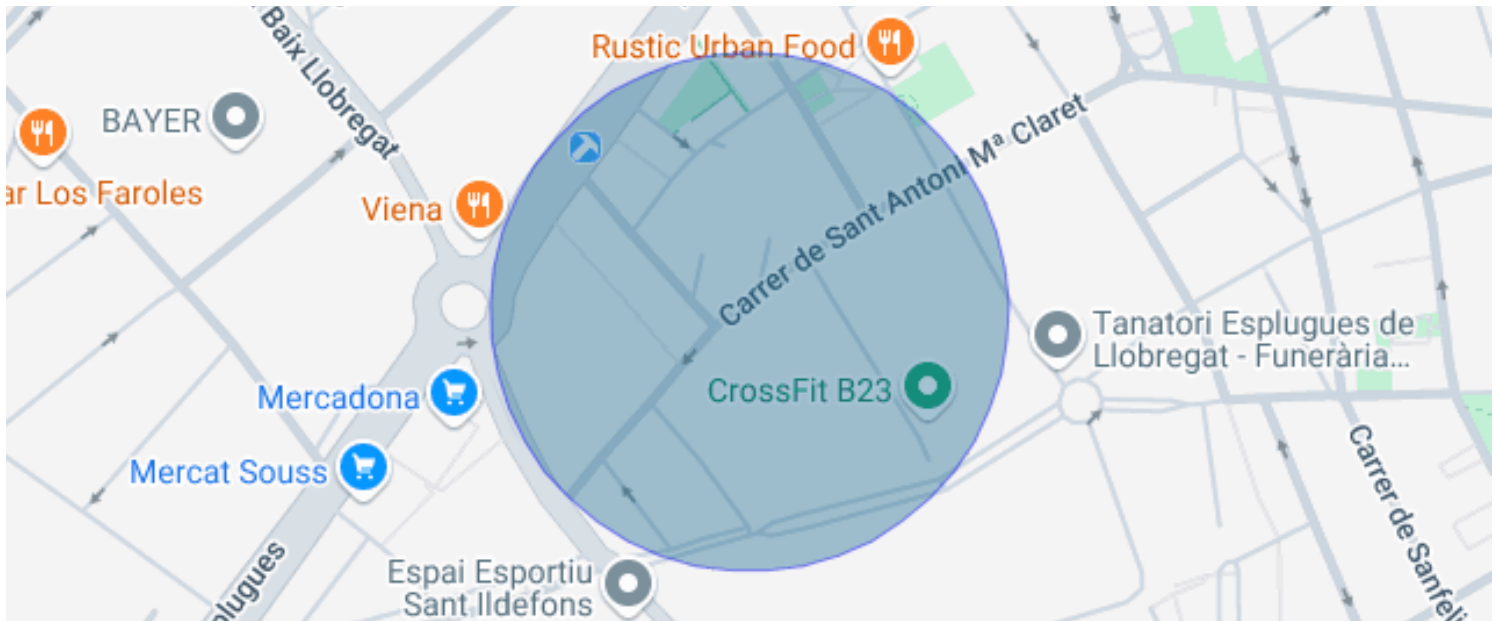 Baix Llobregat
Rustic Urban Food
BAYER
ar Los Faroles
Viena
Carrer de Sant Antoni Mª Claret
Tanatori Esplugues de
Llobregat - Funerària...
CrossFit B23
Mercadona
Mercat Souss
Espai Esportiu
Sant Ildefons
plugues
Carrer de Sanfeli